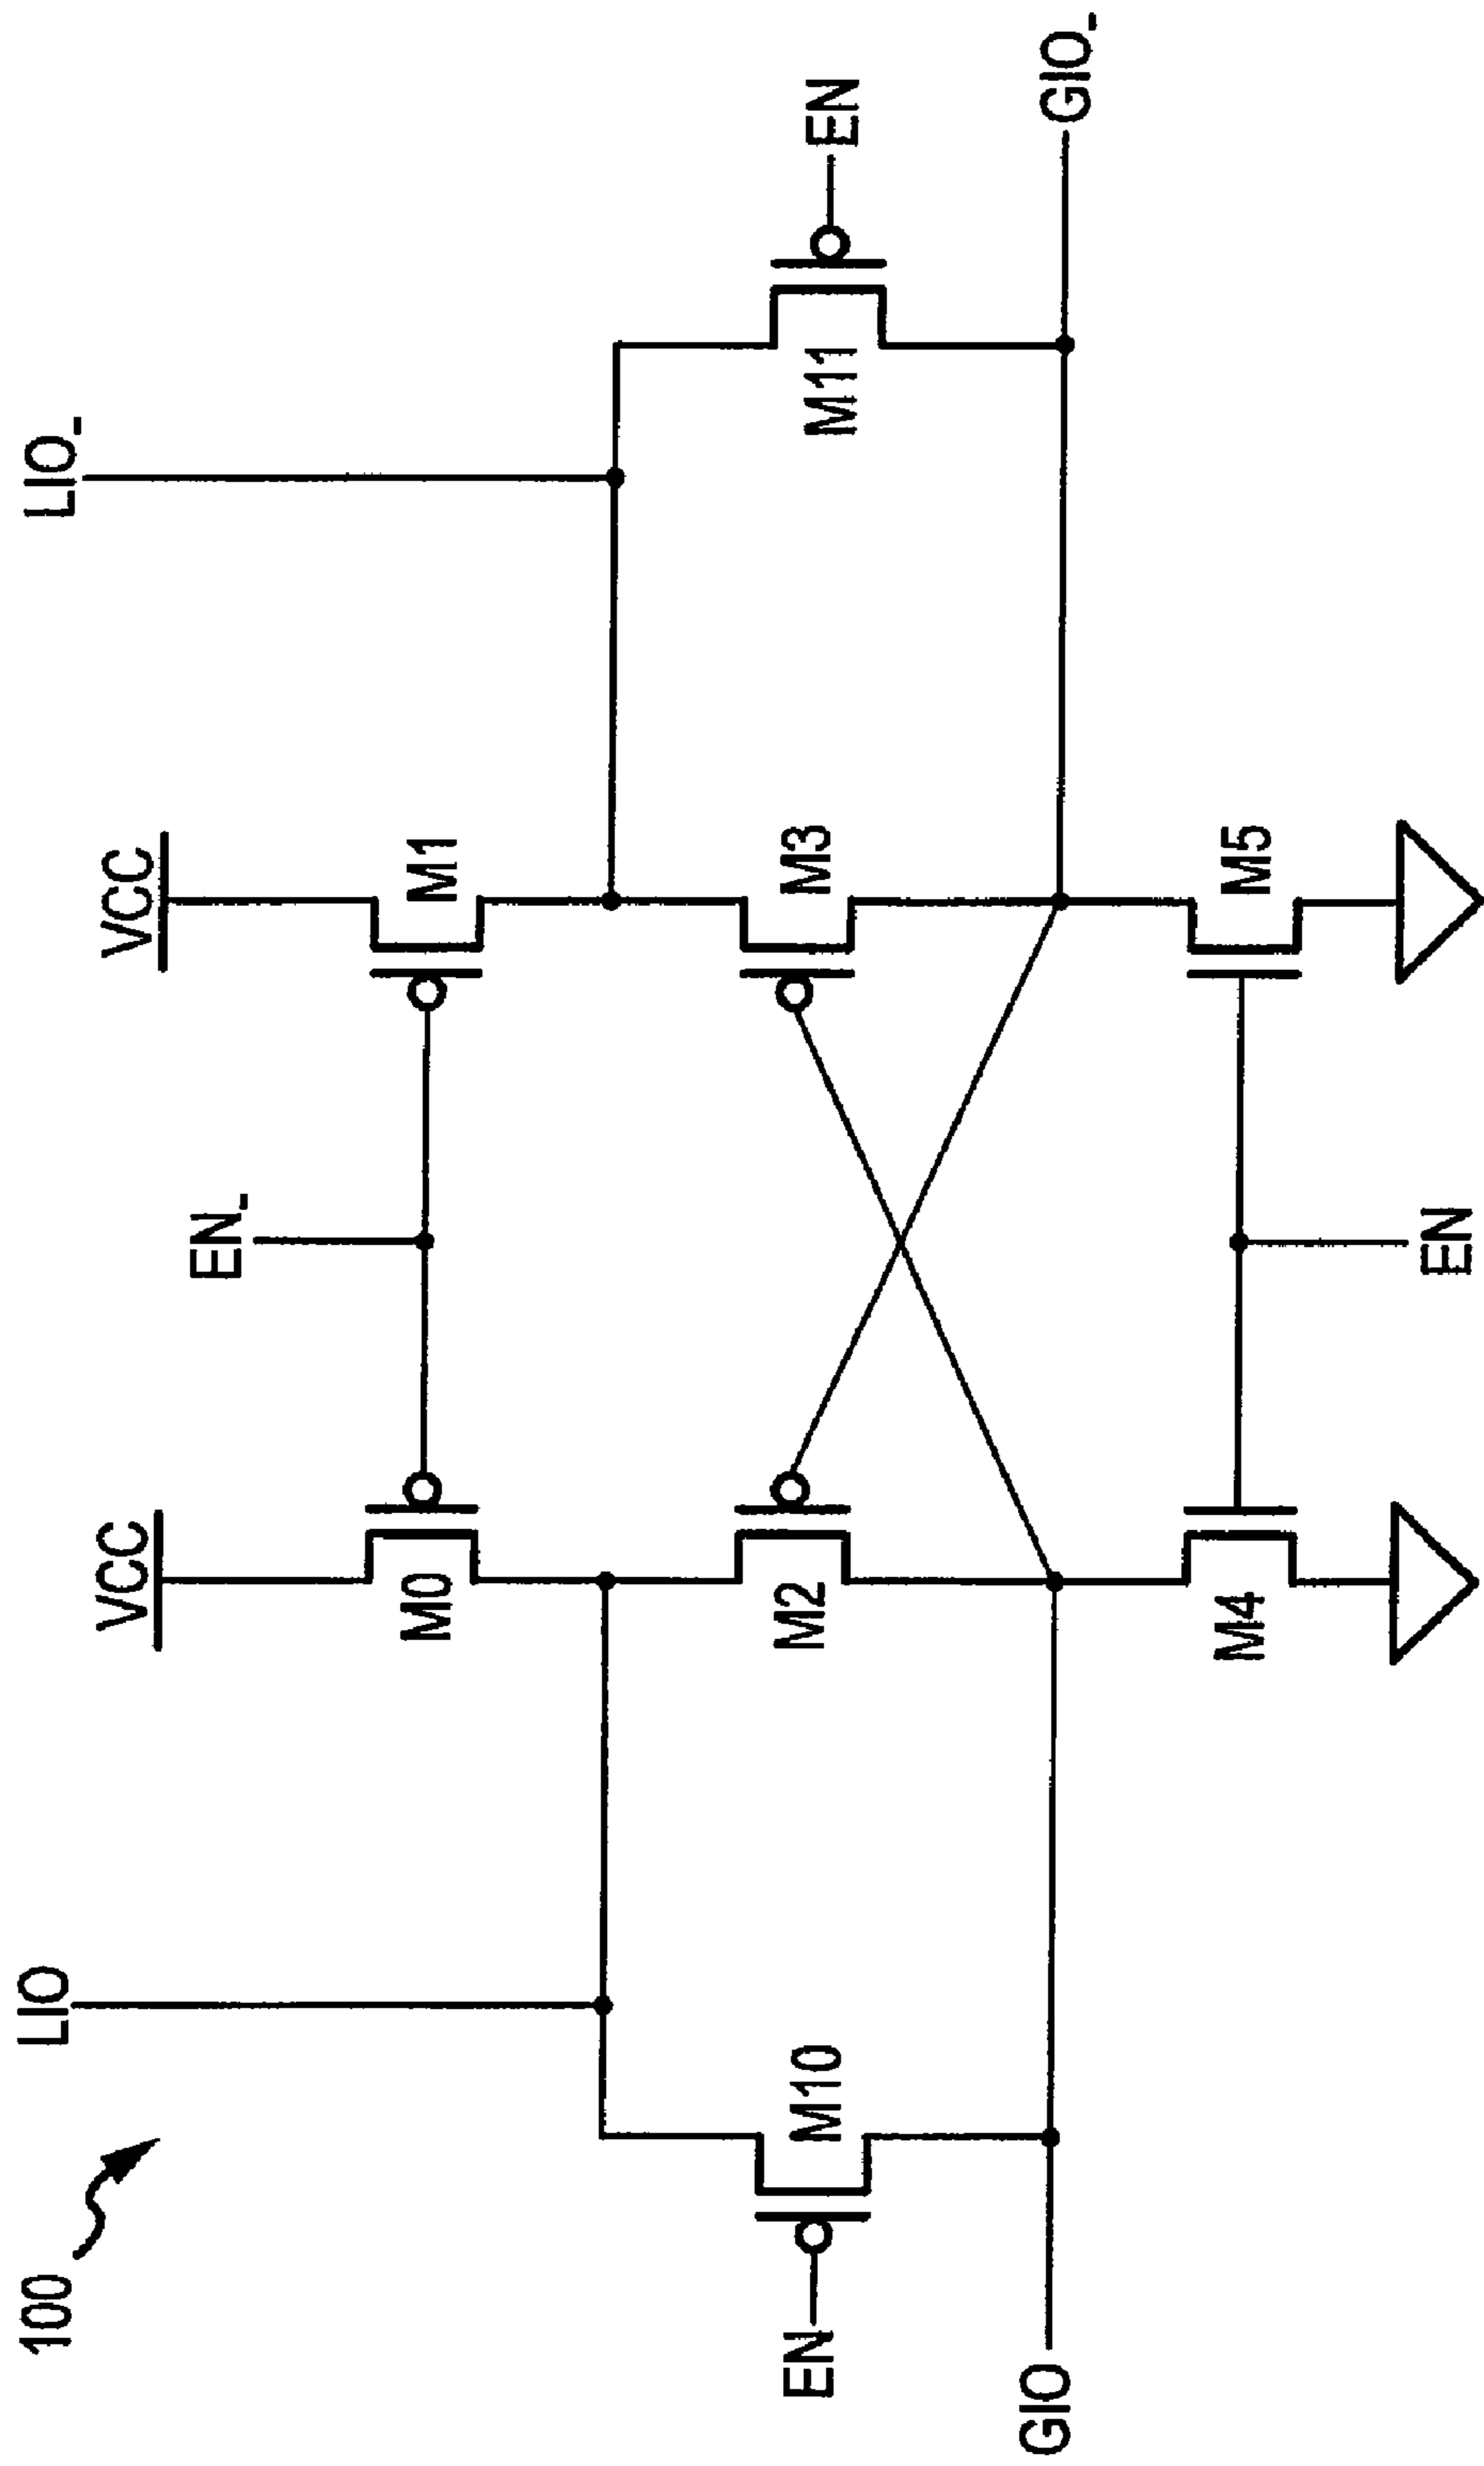 100
LIO
LIO_
VCC
VCC
EN_
M0
M1
EN
M10
M2
M3
M11
EN
GIO
GIO_
M4
M5
EN